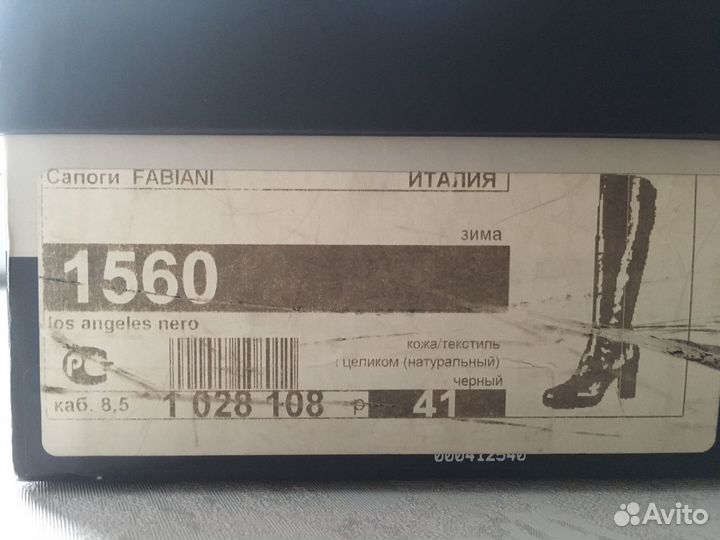 Сапоги FABIANI ИТАЛИЯ
зима
1560
los angeles nero
кожа/текстиль
: целиком (натуральный)
черный
РС
каб. 8,5 1 028 108 р 41
000412540
Avito